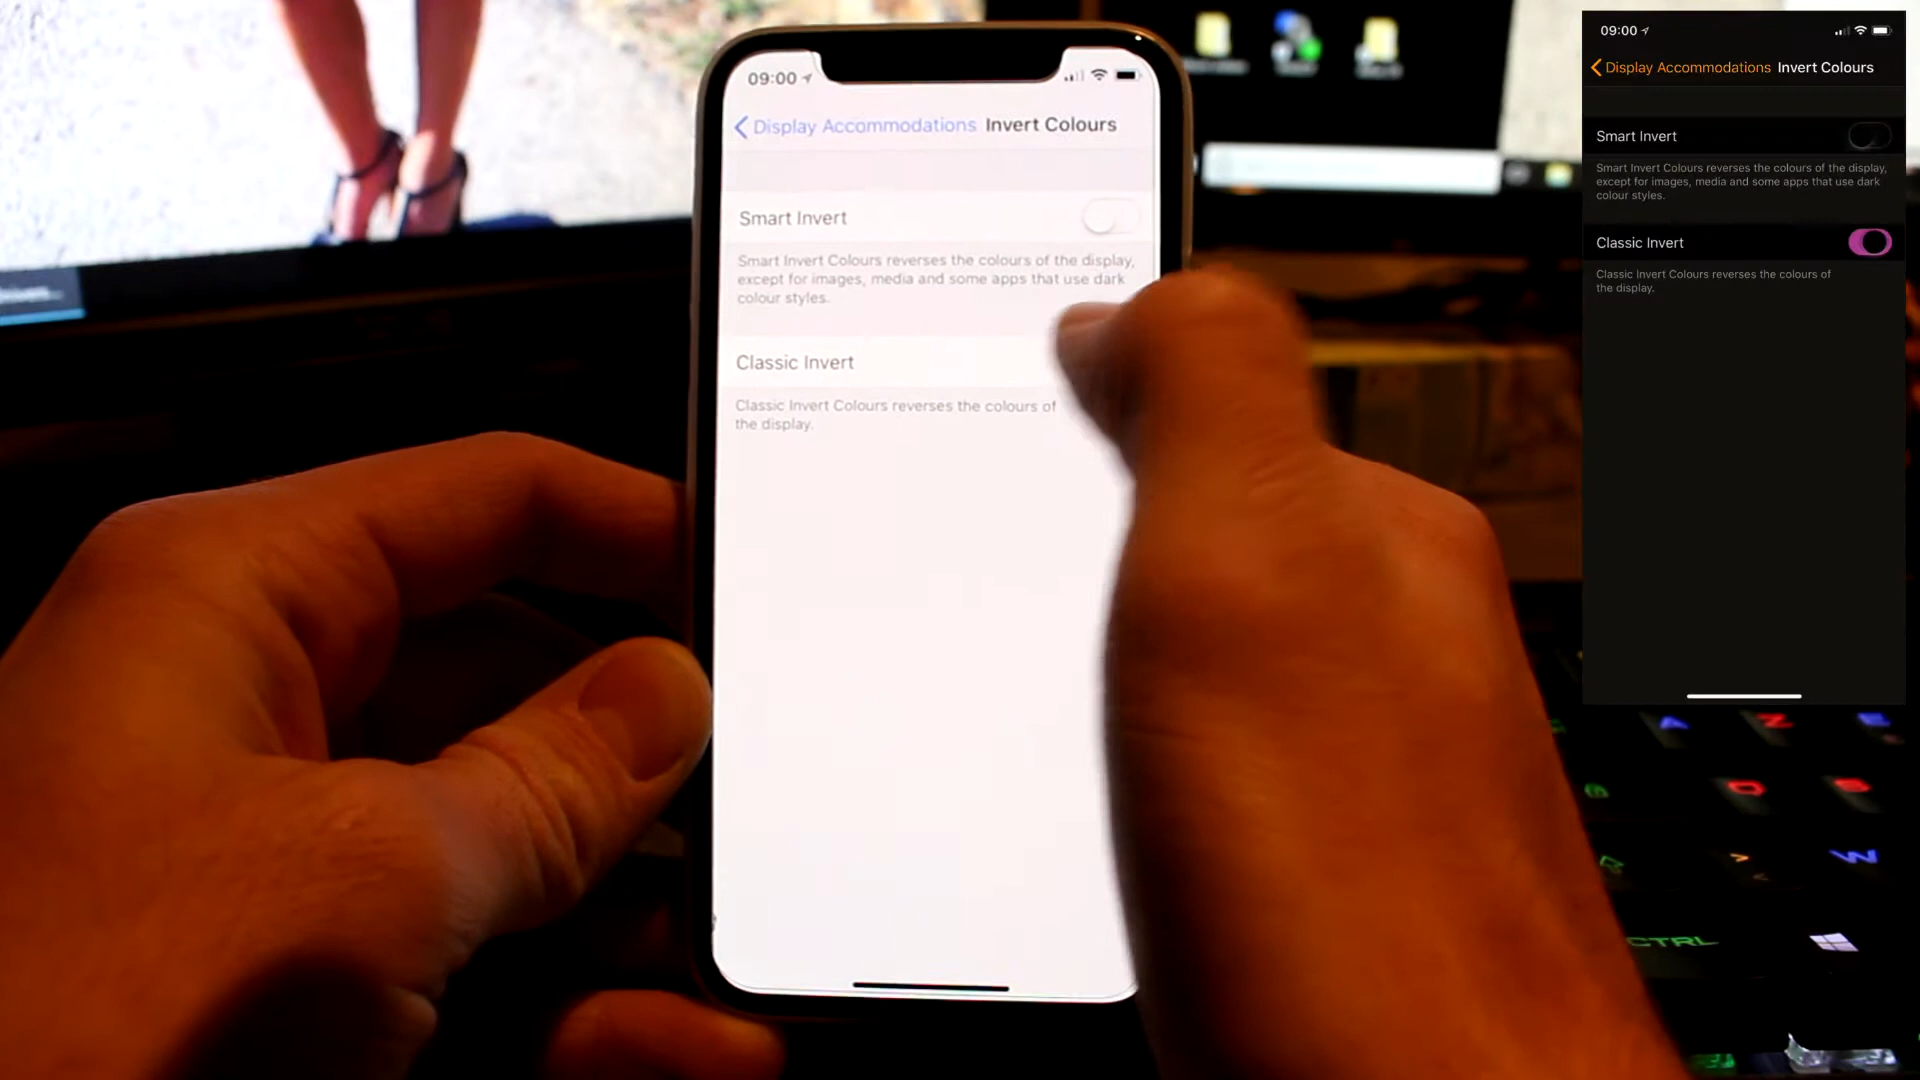 09:00
Display Accommodations Invert Colours
Smart Invert
Smart Invert Colours reverses the colours of the display,
except for images, media and some apps that use dark
colour styles.
Classic Invert
Classic Invert Colours reverses the colours of
the display.
09:00
Display Accommodations Invert Colours
Smart Invert
Smart Invert Colours reverses the colours of the display,
except for images, media and some apps that use dark
colour styles.
Classic Invert
Classic Invert Colours reverses the colours of
the display.
W
CTRL